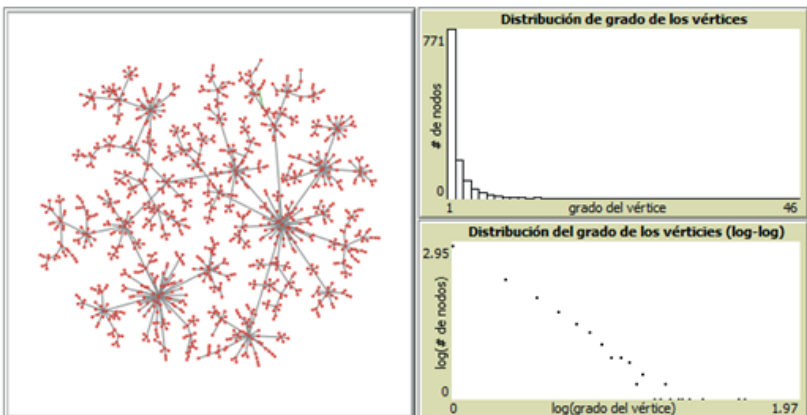 Distribución de grado de los vértices
771
# de nodos
0
1
grado del vértice
46
Distribución del grado de los vérticies (log-log)
2.95
log(# de nodos)
0
0
log(grado del vértice)
1.97